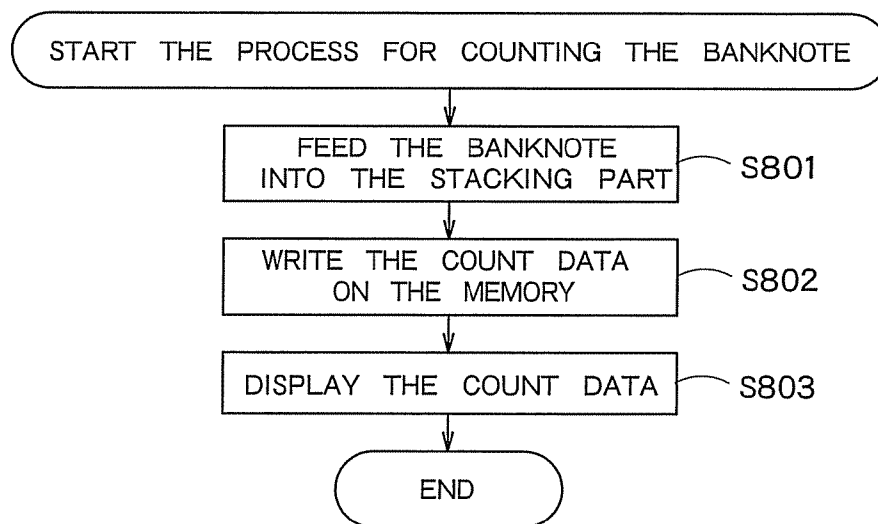 START THE PROCESS FOR COUNTING THE BANKNOTE
FEED THE BANKNOTE
INTO THE STACKING PART
S801
WRITE THE COUNT DATA
ON THE MEMORY
S802
DISPLAY THE COUNT DATA
S803
END